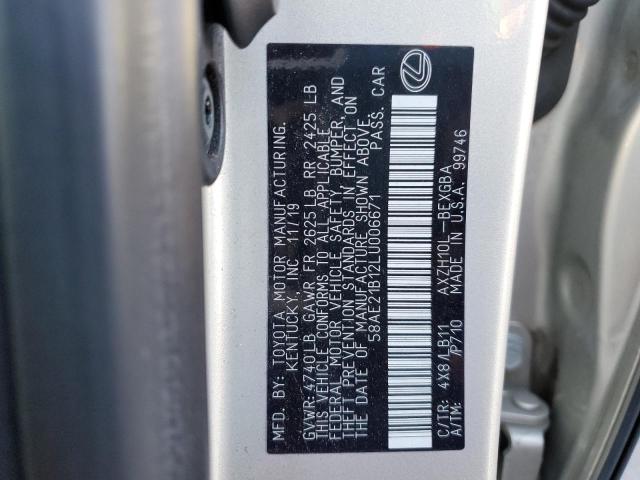 MFD. BY: TOYOTA MOTOR MANUFACTURING.
KENTUCKY, INC 11/19
GVWR: 4740 LB GAWR FR 2625 LB RR 2425 LB
THIS VEHICLE CONFORMS TO ALL APPLICABLE
FEDERAL MOTOR VEHICLE SAFETY, BUMPER, AND
THEFT PREVENTION STANDARDS IN EFFECT ON
THE DATE OF MANUFACTURE SHOWN ABOVE.
58AE21B12LU006671 PASS. CAR
C/TR: 4X8/LB11 AXZH10L-BEXGBA
A/TM: /P710 MADE IN U.S.A. 99746